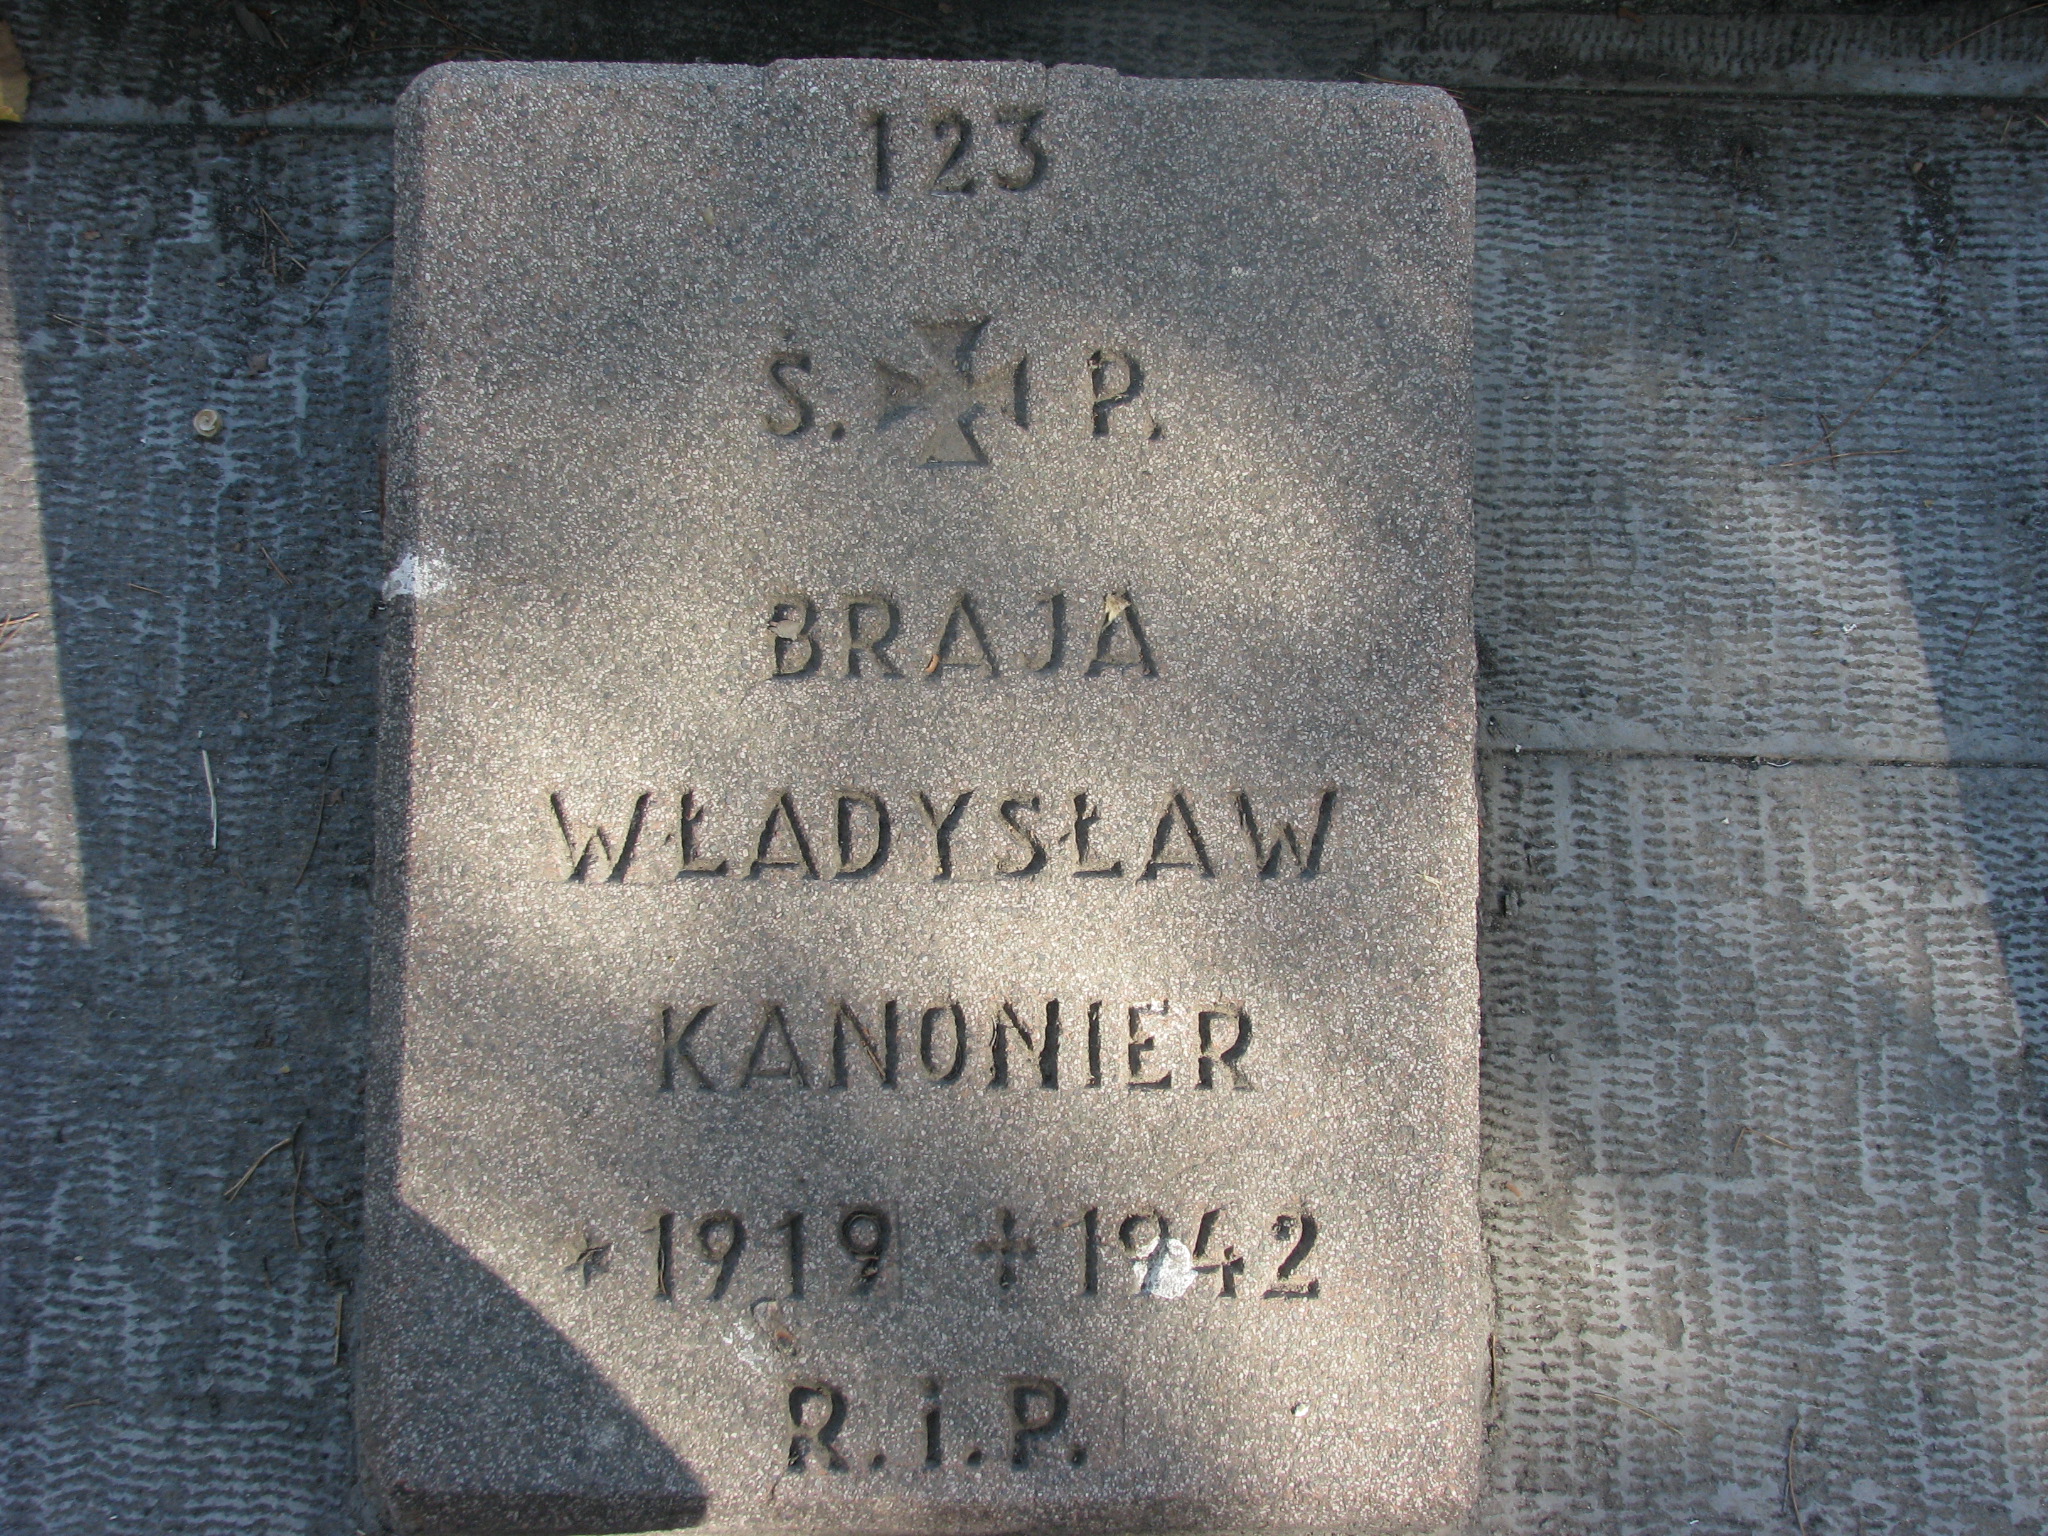 123
Ś. I P.
BRAJA
WŁADYSŁAW
KANONIER
* 1919 + 1942
R.i.P.